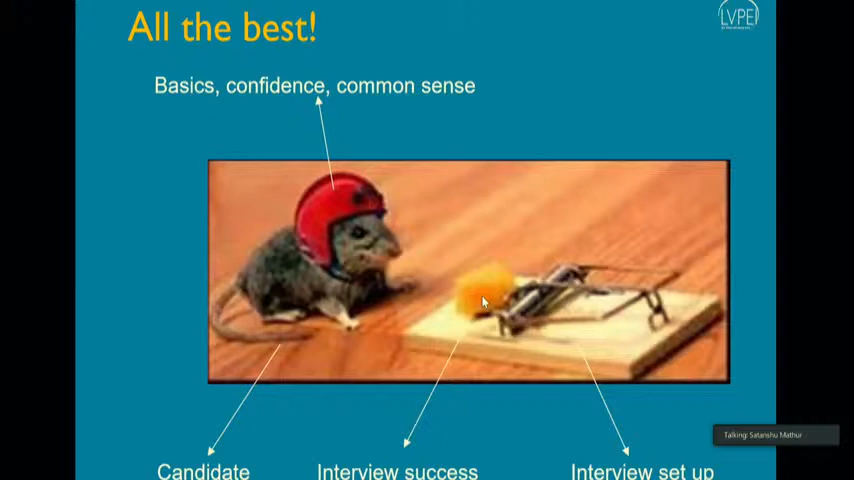 All the best!
LVPEI
Basics, confidence, common sense
Talking: Satanshu Mathur
Candidate
Interview success
Interview set up